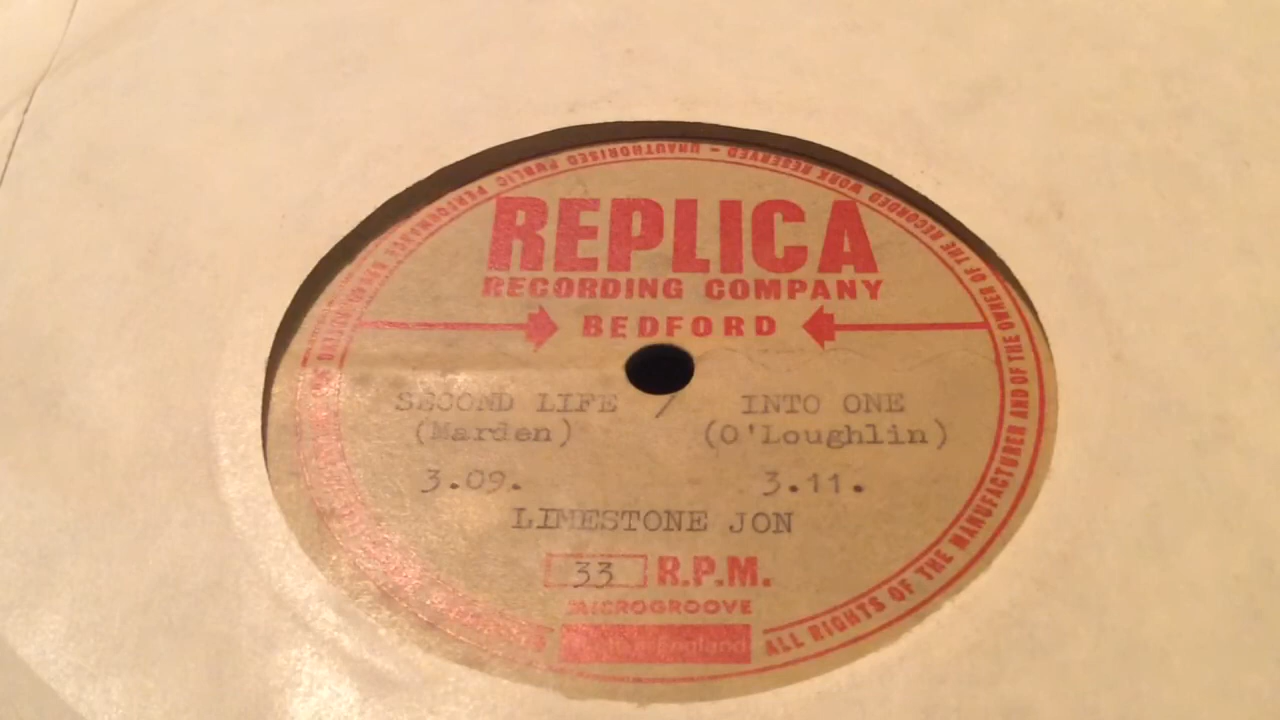 REPLICA
RECORDING COMPANY
BEDFORD
SECOND LIFE / INTO ONE
(Marden) (O'Loughlin)
3.09. 3.11.
LIMESTONE JON
33 R.P.M.
MICROGROOVE
England
ALL RIGHTS OF THE MANUFACTURER AND OF THE OWNER OF THE RECORDED WORK RESERVED - UNAUTHORISED PUBLIC PERFORMANCE